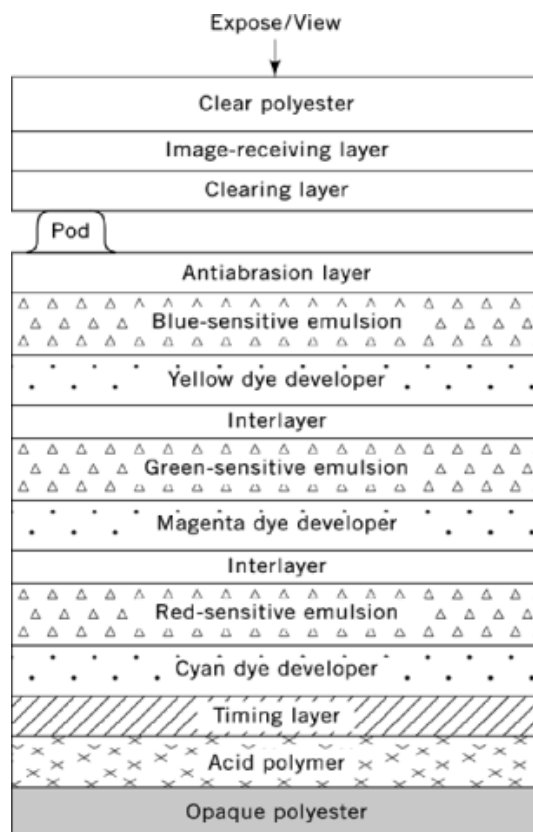 Expose/View
Clear polyester
Image-receiving layer
Clearing layer
Pod
Antiabrasion layer
Blue-sensitive emulsion
Yellow dye developer
Interlayer
Green-sensitive emulsion
Magenta dye developer
Interlayer
Red-sensitive emulsion
Cyan dye developer
Timing layer
Acid polymer
Opaque polyester